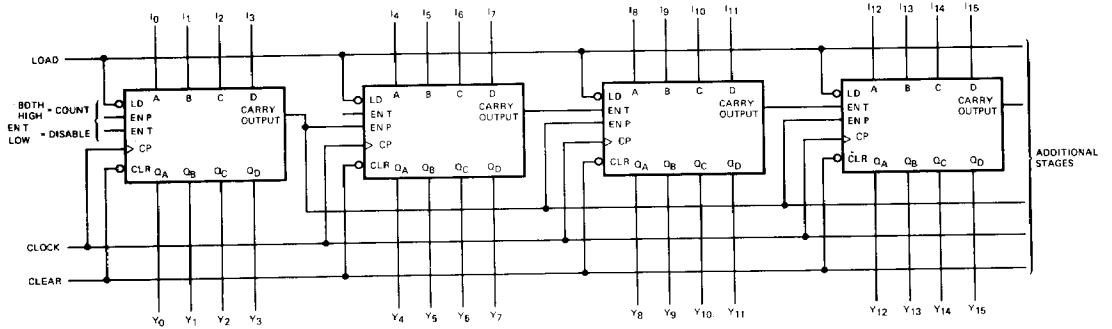 I0 I1 I2 I3 I4 I5 I6 I7 I8 I9 I10 I11 I12 I13 I14 I15
LOAD
A B C D
LD
EN P
EN T
CP
CLR
CARRY OUTPUT
QA QB QC QD
BOTH HIGH = COUNT
EN T LOW = DISABLE
A B C D
LD
EN T
EN P
CP
CLR
CARRY OUTPUT
QA QB QC QD
A B C D
LD
EN T
EN P
CP
CLR
CARRY OUTPUT
QA QB QC QD
A B C D
LD
EN T
EN P
CP
CLR
CARRY OUTPUT
QA QB QC QD
ADDITIONAL STAGES
CLOCK
CLEAR
Y0 Y1 Y2 Y3 Y4 Y5 Y6 Y7 Y8 Y9 Y10 Y11 Y12 Y13 Y14 Y15